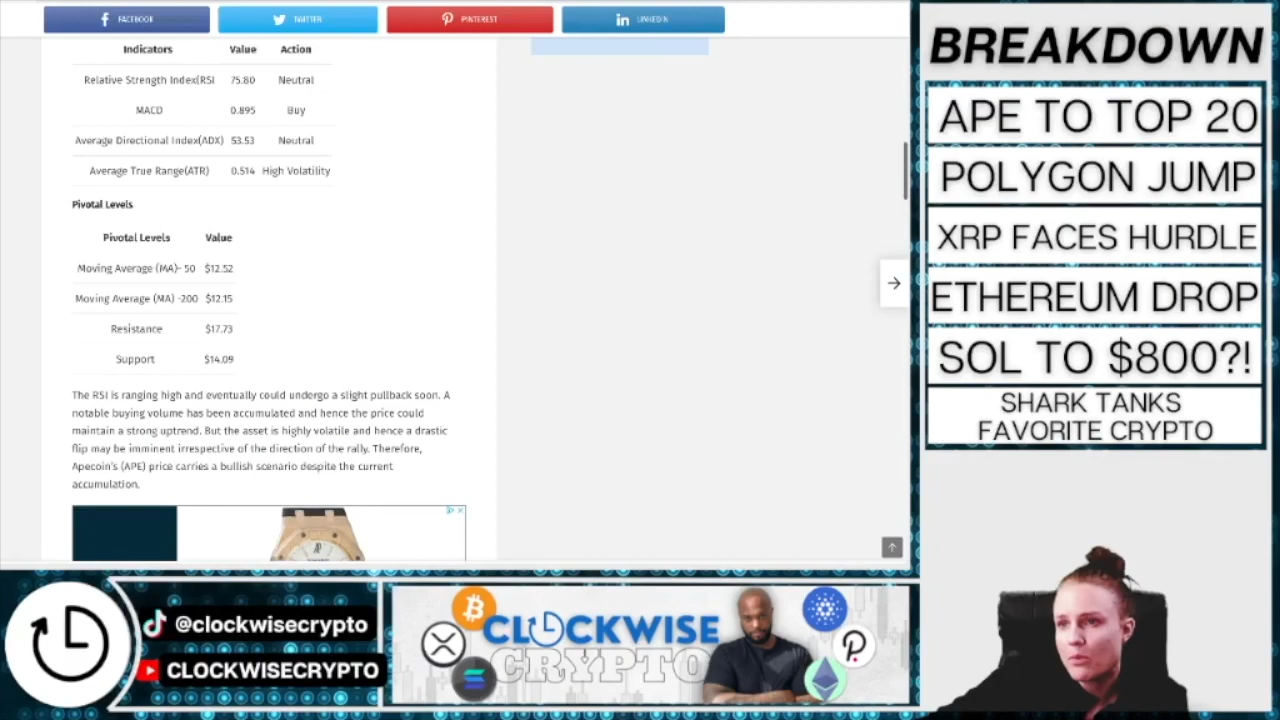 FACEBOOK
TWITTER
PINTEREST
LINKEDIN
Indicators Value Action
Relative Strength Index(RSI 75.80 Neutral
MACD 0.895 Buy
Average Directional Index(ADX) 53.53 Neutral
Average True Range(ATR) 0.514 High Volatility
Pivotal Levels
Pivotal Levels Value
Moving Average (MA)- 50 $12.52
Moving Average (MA) -200 $12.15
Resistance $17.73
Support $14.09
The RSI is ranging high and eventually could undergo a slight pullback soon. A
notable buying volume has been accumulated and hence the price could
maintain a strong uptrend. But the asset is highly volatile and hence a drastic
flip may be imminent irrespective of the direction of the rally. Therefore,
Apecoin's (APE) price carries a bullish scenario despite the current
accumulation.
BREAKDOWN
APE TO TOP 20
POLYGON JUMP
XRP FACES HURDLE
ETHEREUM DROP
SOL TO $800?!
SHARK TANKS
FAVORITE CRYPTO
@clockwisecrypto
CLOCKWISECRYPTO
CLOCKWISE
CRYPTO